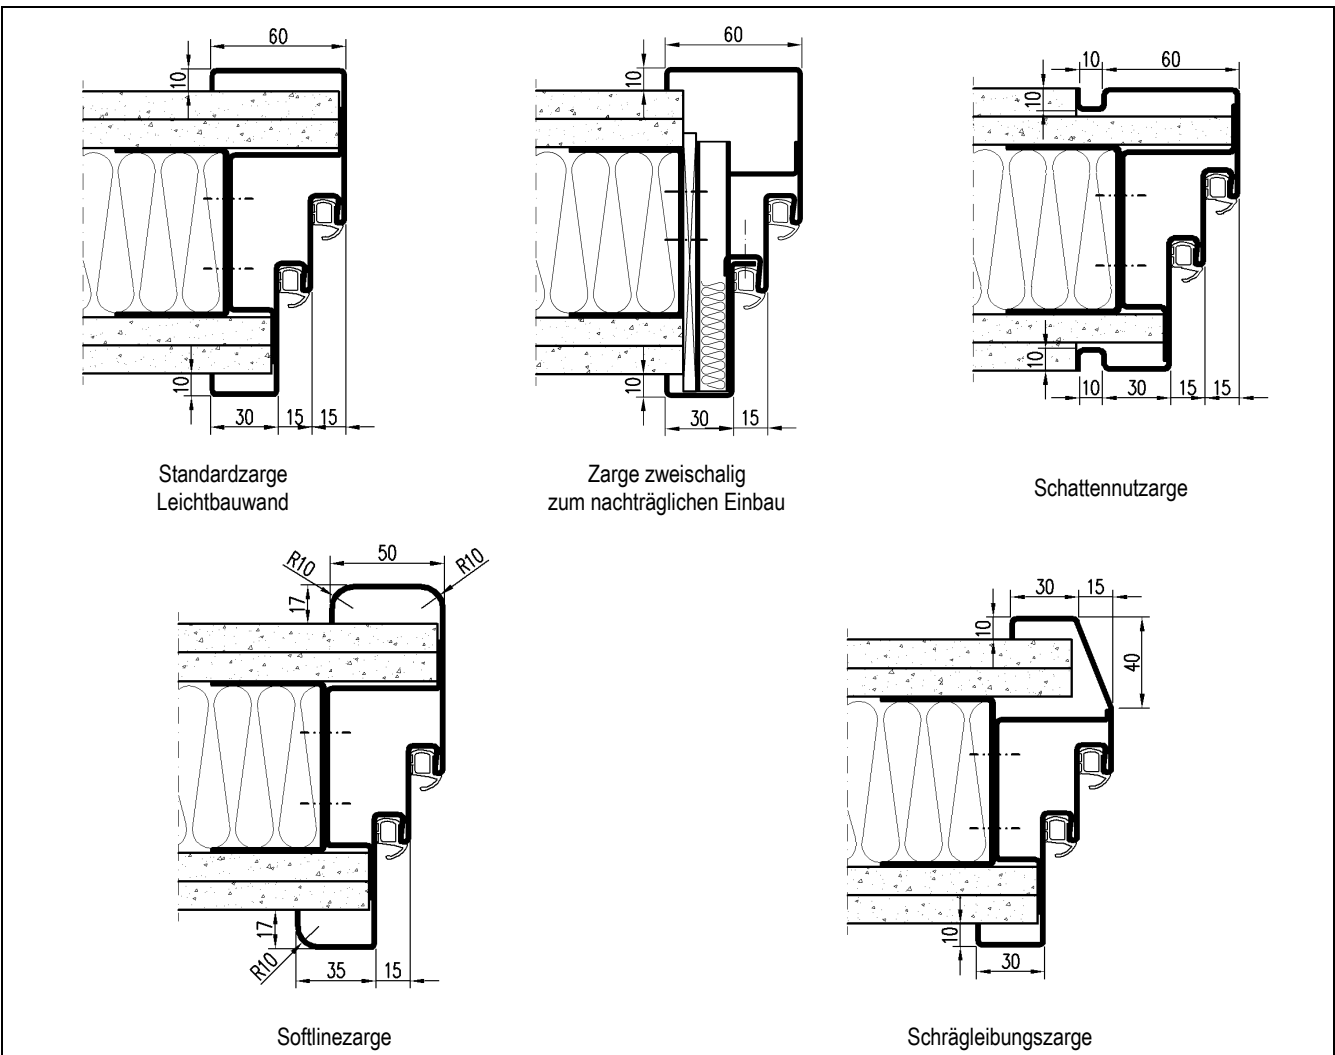 60
10
10
30 15 15
Standardzarge
Leichtbauwand
60
10
10
30 15
Zarge zweischalig
zum nachträglichen Einbau
10 60
10
10
10 30 15 15
Schattennutzarge
R10 50 R10
17
17
R10 35 15
Softlinezarge
30 15
10
40
10
30
Schrägleibungszarge